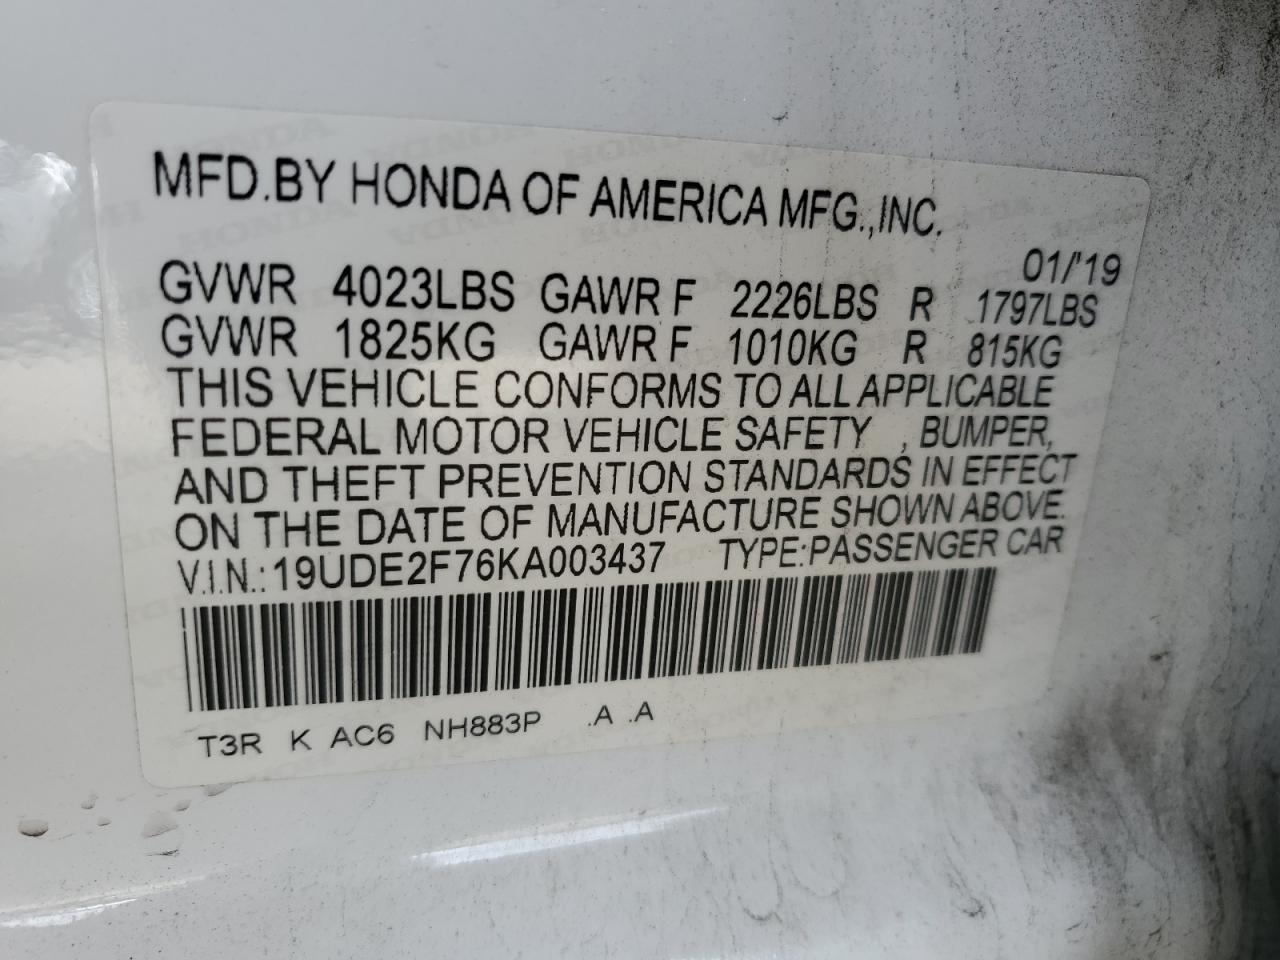 MFD.BY HONDA OF AMERICA MFG.,INC.
01/'19
GVWR 4023LBS GAWR F 2226LBS R 1797LBS
GVWR 1825KG GAWR F 1010KG R 815KG
THIS VEHICLE CONFORMS TO ALL APPLICABLE
FEDERAL MOTOR VEHICLE SAFETY , BUMPER,
AND THEFT PREVENTION STANDARDS IN EFFECT
ON THE DATE OF MANUFACTURE SHOWN ABOVE.
V.I.N.:19UDE2F76KA003437 TYPE:PASSENGER CAR
T3R K AC6 NH883P .A .A